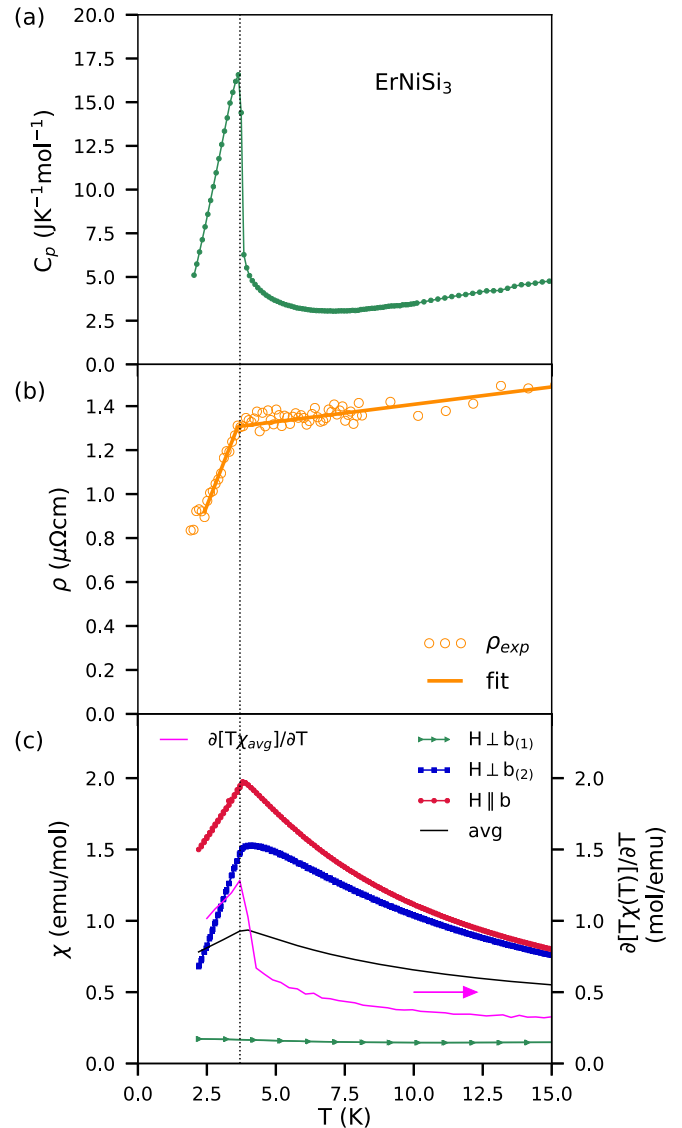 (a)
20.0
17.5
15.0
12.5
10.0
7.5
5.0
2.5
0.0
C_p (JK⁻¹mol⁻¹)
ErNiSi₃
(b)
1.4
1.2
1.0
0.8
0.6
0.4
0.2
0.0
ρ (μΩcm)
ρ_exp
fit
(c)
2.0
1.5
1.0
0.5
0.0
χ (emu/mol)
∂[Tχ_avg]/∂T
H ⊥ b₍₁₎
H ⊥ b₍₂₎
H ∥ b
avg
2.0
1.5
1.0
0.5
0.0
∂[Tχ(T)]/∂T
(mol/emu)
0.0 2.5 5.0 7.5 10.0 12.5 15.0
T (K)